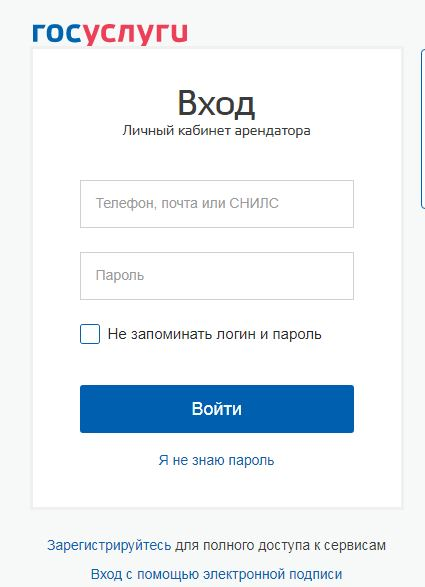 госуслуги
Вход
Личный кабинет арендатора
Телефон, почта или СНИЛС
Пароль
Не запоминать логин и пароль
Войти
Я не знаю пароль
Зарегистрируйтесь для полного доступа к сервисам
Вход с помощью электронной подписи